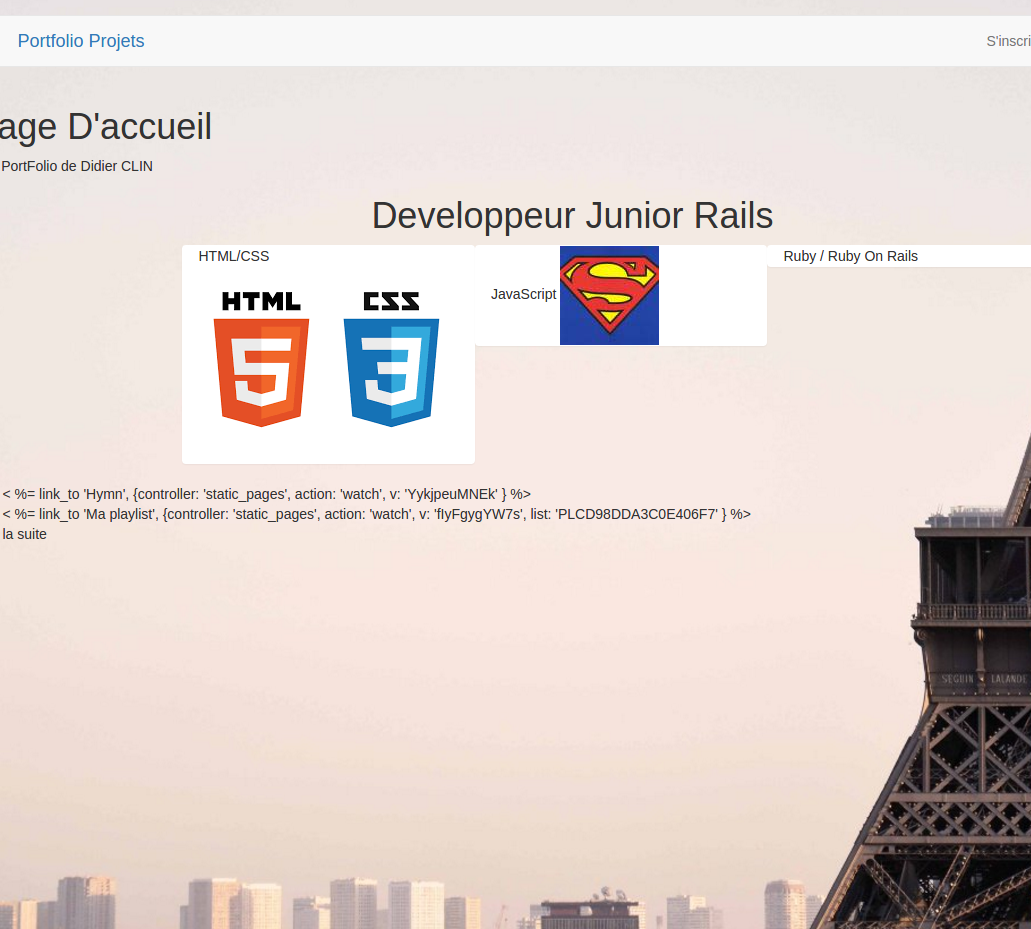 Portfolio Projets
S'inscri
age D'accueil
PortFolio de Didier CLIN
Developpeur Junior Rails
HTML/CSS
JavaScript
Ruby / Ruby On Rails
HTML
CSS
5
3
S
< %= link_to 'Hymn', {controller: 'static_pages', action: 'watch', v: 'YykjpeuMNEk' } %>
< %= link_to 'Ma playlist', {controller: 'static_pages', action: 'watch', v: 'fIyFgygYW7s', list: 'PLCD98DDA3C0E406F7' } %>
la suite
SEGUIN LALANDE